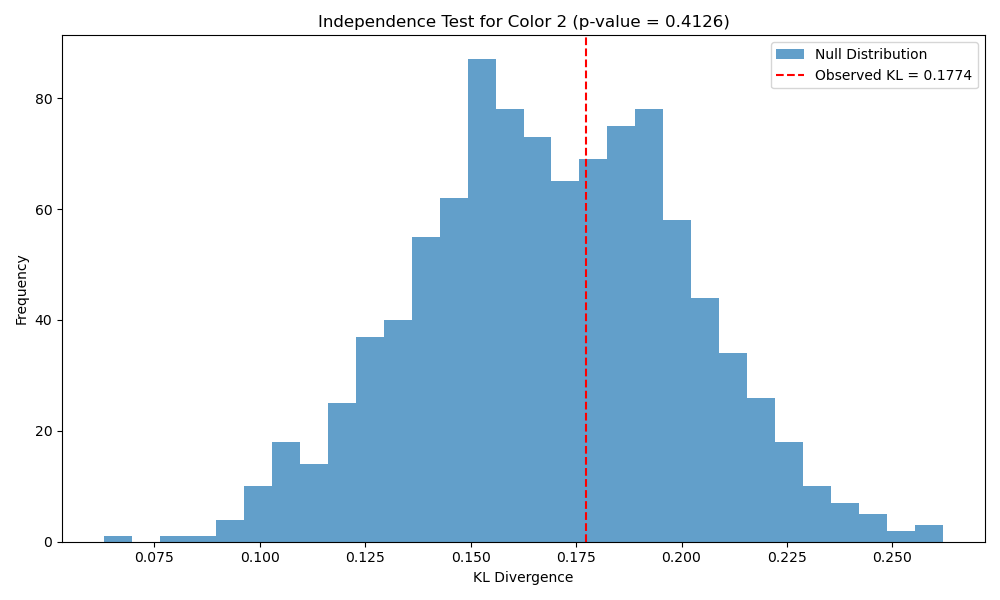 Independence Test for Color 2 (p-value = 0.4126)
Null Distribution
Observed KL = 0.1774
Frequency
80
60
40
20
0
0.075 0.100 0.125 0.150 0.175 0.200 0.225 0.250
KL Divergence